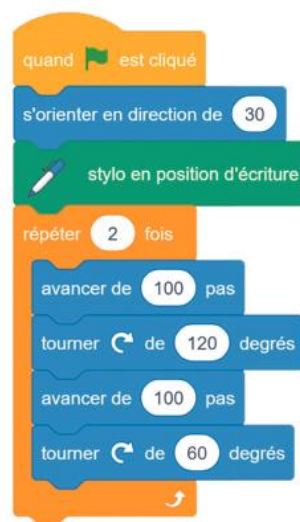 quand est cliqué
s'orienter en direction de 30
stylo en position d'écriture
répéter 2 fois
avancer de 100 pas
tourner de 120 degrés
avancer de 100 pas
tourner de 60 degrés